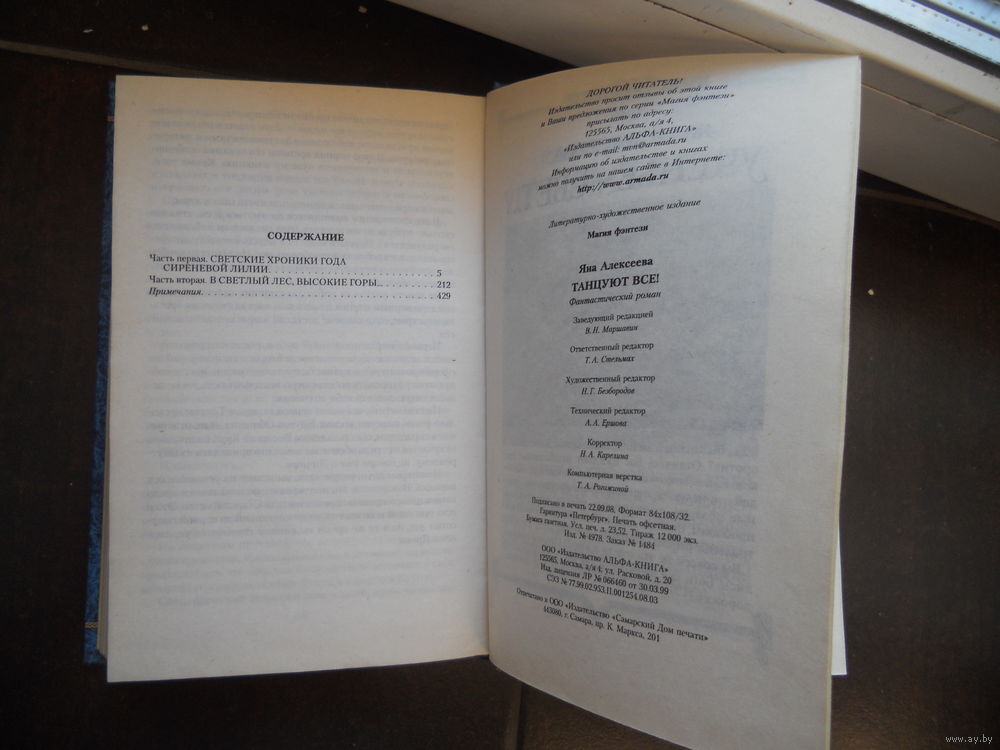 СОДЕРЖАНИЕ
Часть первая. СВЕТСКИЕ ХРОНИКИ ГОДА
СИРЕНЕВОЙ ЛИЛИИ. . . . . . . . . . . . . . . . . . . . . . . . . . 5
Часть вторая. В СВЕТЛЫЙ ЛЕС, ВЫСОКИЕ ГОРЫ... . . . . . . . . . 212
Примечания. . . . . . . . . . . . . . . . . . . . . . . . . . . . . . . . . . . . 429
ДОРОГОЙ ЧИТАТЕЛЬ!
Издательство просит отзывы об этой книге
и Ваши предложения по серии «Магия фэнтези»
присылать по адресу:
125565, Москва, а/я 4,
«Издательство АЛЬФА-КНИГА»
или по e-mail: mvn@armada.ru
Информацию об издательстве и книгах
можно получить на нашем сайте в Интернете:
http://www.armada.ru
Литературно-художественное издание
Магия фэнтези
Яна Алексеева
ТАНЦУЮТ ВСЕ!
Фантастический роман
Заведующий редакцией
В. Н. Маршавин
Ответственный редактор
Т. А. Стельмах
Художественный редактор
Н. Г. Безбородов
Технический редактор
А. А. Ершова
Корректор
Н. А. Карелина
Компьютерная верстка
Т. А. Рогожиной
Подписано в печать 22.09.08. Формат 84х108/32.
Гарнитура «Петербург». Печать офсетная.
Бумага газетная. Усл. печ. л. 23,52. Тираж 12 000 экз.
Изд. № 4978. Заказ № 1484
ООО «Издательство АЛЬФА-КНИГА»
125565, Москва, а/я 4; ул. Расковой, д. 20
Изд. лицензия ЛР № 066460 от 30.03.99
СЭЗ № 77.99.02.953.П.001254.08.03
Отпечатано в ООО «Издательство «Самарский Дом печати»
443080, г. Самара, пр. К. Маркса, 201
www.ay.by